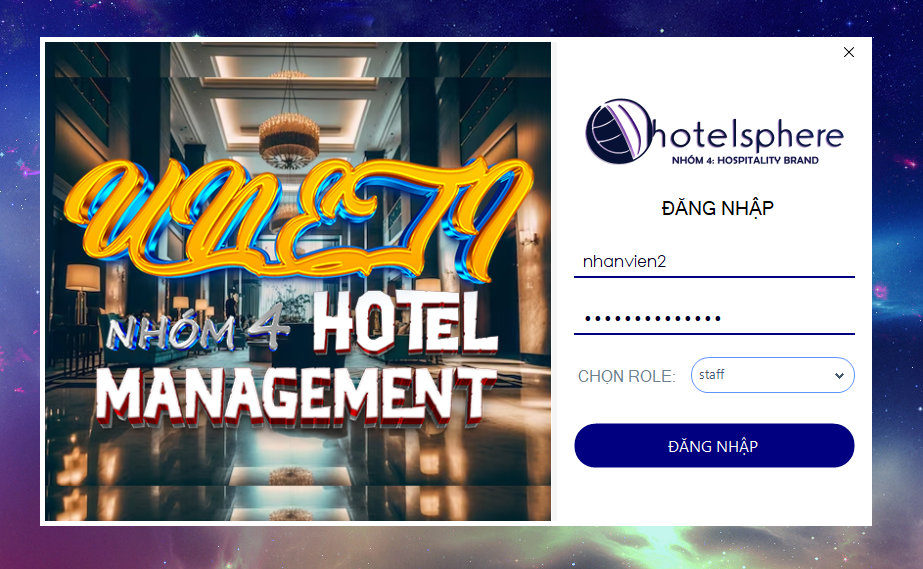 UNETI
NHÓM 4 HOTEL
MANAGEMENT
hotelsphere
NHÓM 4: HOSPITALITY BRAND
ĐĂNG NHẬP
nhanvien2
••••••••••••••
CHỌN ROLE: staff
ĐĂNG NHẬP